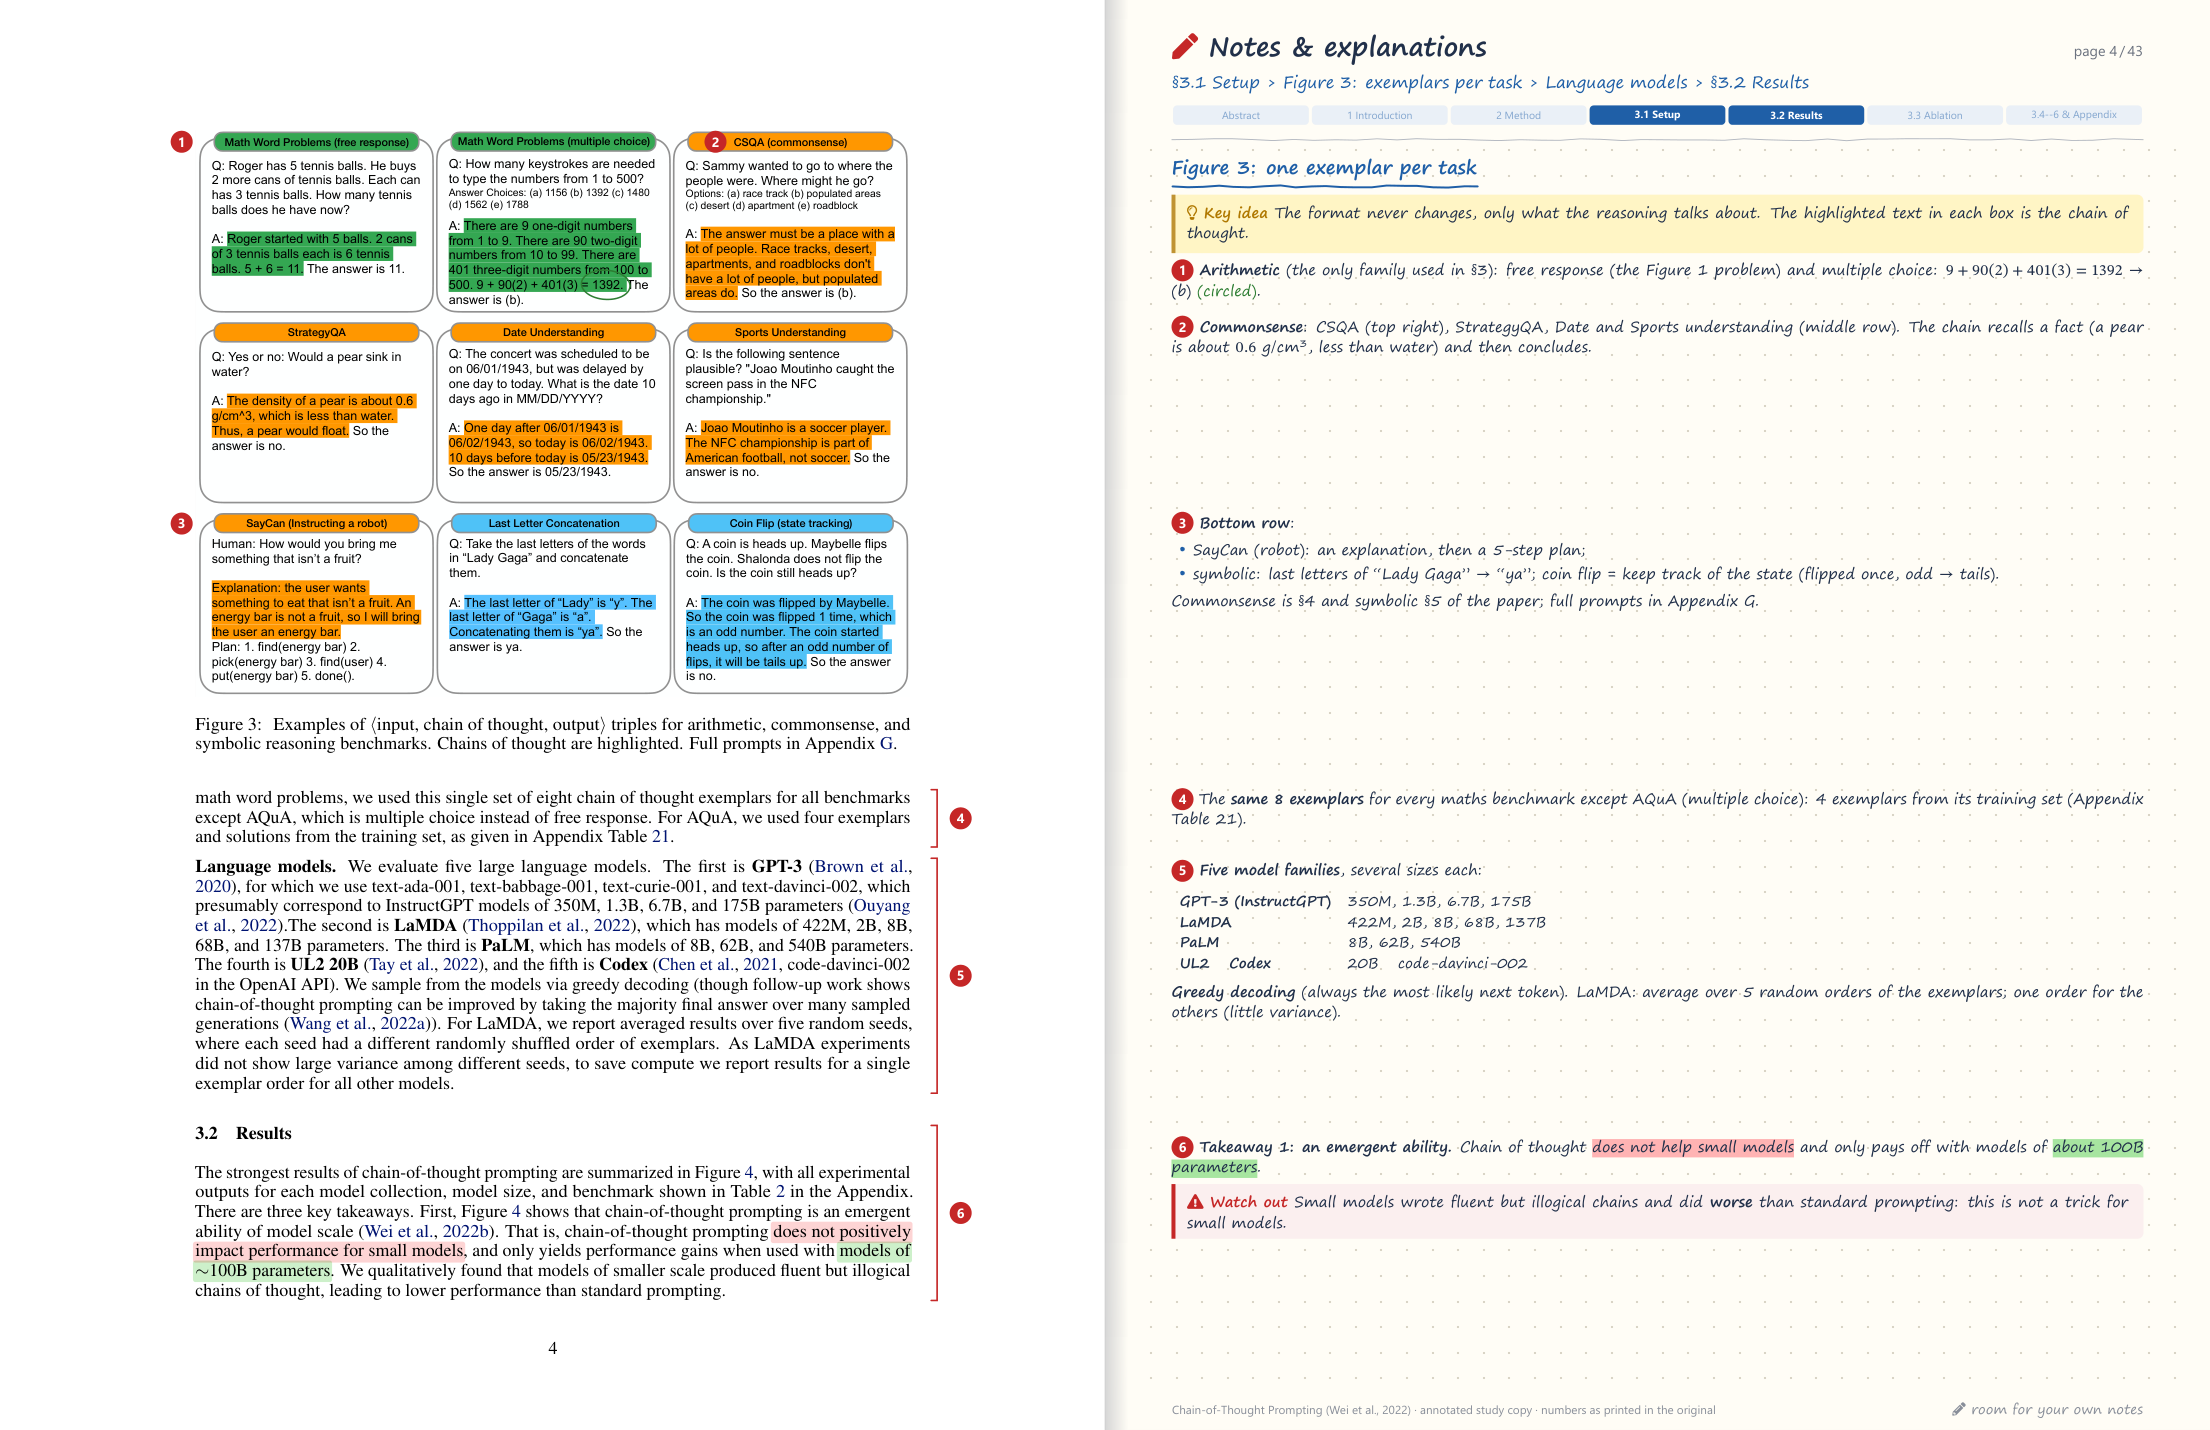 1
Math Word Problems (free response)
Q: Roger has 5 tennis balls. He buys
2 more cans of tennis balls. Each can
has 3 tennis balls. How many tennis
balls does he have now?
A: Roger started with 5 balls. 2 cans
of 3 tennis balls each is 6 tennis
balls. 5 + 6 = 11. The answer is 11.
Math Word Problems (multiple choice)
Q: How many keystrokes are needed
to type the numbers from 1 to 500?
Answer Choices: (a) 1156 (b) 1392 (c) 1480
(d) 1562 (e) 1788
A: There are 9 one-digit numbers
from 1 to 9. There are 90 two-digit
numbers from 10 to 99. There are
401 three-digit numbers from 100 to
500. 9 + 90(2) + 401(3) = 1392. The
answer is (b).
2
CSQA (commonsense)
Q: Sammy wanted to go to where the
people were. Where might he go?
Options: (a) race track (b) populated areas
(c) desert (d) apartment (e) roadblock
A: The answer must be a place with a
lot of people. Race tracks, desert,
apartments, and roadblocks don't
have a lot of people, but populated
areas do. So the answer is (b).
StrategyQA
Q: Yes or no: Would a pear sink in
water?
A: The density of a pear is about 0.6
g/cm^3, which is less than water.
Thus, a pear would float. So the
answer is no.
Date Understanding
Q: The concert was scheduled to be
on 06/01/1943, but was delayed by
one day to today. What is the date 10
days ago in MM/DD/YYYY?
A: One day after 06/01/1943 is
06/02/1943, so today is 06/02/1943.
10 days before today is 05/23/1943.
So the answer is 05/23/1943.
Sports Understanding
Q: Is the following sentence
plausible? "Joao Moutinho caught the
screen pass in the NFC
championship."
A: Joao Moutinho is a soccer player.
The NFC championship is part of
American football, not soccer. So the
answer is no.
3
SayCan (Instructing a robot)
Human: How would you bring me
something that isn’t a fruit?
Explanation: the user wants
something to eat that isn’t a fruit. An
energy bar is not a fruit, so I will bring
the user an energy bar.
Plan: 1. find(energy bar) 2.
pick(energy bar) 3. find(user) 4.
put(energy bar) 5. done().
Last Letter Concatenation
Q: Take the last letters of the words
in “Lady Gaga” and concatenate
them.
A: The last letter of “Lady” is “y”. The
last letter of “Gaga” is “a”.
Concatenating them is “ya”. So the
answer is ya.
Coin Flip (state tracking)
Q: A coin is heads up. Maybelle flips
the coin. Shalonda does not flip the
coin. Is the coin still heads up?
A: The coin was flipped by Maybelle.
So the coin was flipped 1 time, which
is an odd number. The coin started
heads up, so after an odd number of
flips, it will be tails up. So the answer
is no.
Figure 3: Examples of ⟨input, chain of thought, output⟩ triples for arithmetic, commonsense, and
symbolic reasoning benchmarks. Chains of thought are highlighted. Full prompts in Appendix G.
math word problems, we used this single set of eight chain of thought exemplars for all benchmarks
except AQuA, which is multiple choice instead of free response. For AQuA, we used four exemplars
and solutions from the training set, as given in Appendix Table 21.
4
Language models. We evaluate five large language models. The first is GPT-3 (Brown et al.,
2020), for which we use text-ada-001, text-babbage-001, text-curie-001, and text-davinci-002, which
presumably correspond to InstructGPT models of 350M, 1.3B, 6.7B, and 175B parameters (Ouyang
et al., 2022).The second is LaMDA (Thoppilan et al., 2022), which has models of 422M, 2B, 8B,
68B, and 137B parameters. The third is PaLM, which has models of 8B, 62B, and 540B parameters.
The fourth is UL2 20B (Tay et al., 2022), and the fifth is Codex (Chen et al., 2021, code-davinci-002
in the OpenAI API). We sample from the models via greedy decoding (though follow-up work shows
chain-of-thought prompting can be improved by taking the majority final answer over many sampled
generations (Wang et al., 2022a)). For LaMDA, we report averaged results over five random seeds,
where each seed had a different randomly shuffled order of exemplars. As LaMDA experiments
did not show large variance among different seeds, to save compute we report results for a single
exemplar order for all other models.
5
3.2 Results
The strongest results of chain-of-thought prompting are summarized in Figure 4, with all experimental
outputs for each model collection, model size, and benchmark shown in Table 2 in the Appendix.
There are three key takeaways. First, Figure 4 shows that chain-of-thought prompting is an emergent
ability of model scale (Wei et al., 2022b). That is, chain-of-thought prompting does not positively
impact performance for small models, and only yields performance gains when used with models of
∼100B parameters. We qualitatively found that models of smaller scale produced fluent but illogical
chains of thought, leading to lower performance than standard prompting.
6
4
Notes & explanations
page 4 / 43
§3.1 Setup > Figure 3: exemplars per task > Language models > §3.2 Results
Abstract
1 Introduction
2 Method
3.1 Setup
3.2 Results
3.3 Ablation
3.4--6 & Appendix
Figure 3: one exemplar per task
Key idea The format never changes, only what the reasoning talks about. The highlighted text in each box is the chain of
thought.
1 Arithmetic (the only family used in §3): free response (the Figure 1 problem) and multiple choice: 9 + 90(2) + 401(3) = 1392 →
(b) (circled).
2 Commonsense: CSQA (top right), StrategyQA, Date and Sports understanding (middle row). The chain recalls a fact (a pear
is about 0.6 g/cm³, less than water) and then concludes.
3 Bottom row:
• SayCan (robot): an explanation, then a 5-step plan;
• symbolic: last letters of “Lady Gaga” → “ya”; coin flip = keep track of the state (flipped once, odd → tails).
Commonsense is §4 and symbolic §5 of the paper; full prompts in Appendix G.
4 The same 8 exemplars for every maths benchmark except AQuA (multiple choice): 4 exemplars from its training set (Appendix
Table 21).
5 Five model families, several sizes each:
GPT-3 (InstructGPT) 350M, 1.3B, 6.7B, 175B
LaMDA 422M, 2B, 8B, 68B, 137B
PaLM 8B, 62B, 540B
UL2 Codex 20B code-davinci-002
Greedy decoding (always the most likely next token). LaMDA: average over 5 random orders of the exemplars; one order for the
others (little variance).
6 Takeaway 1: an emergent ability. Chain of thought does not help small models and only pays off with models of about 100B
parameters.
Watch out Small models wrote fluent but illogical chains and did worse than standard prompting: this is not a trick for
small models.
Chain-of-Thought Prompting (Wei et al., 2022) · annotated study copy · numbers as printed in the original
room for your own notes